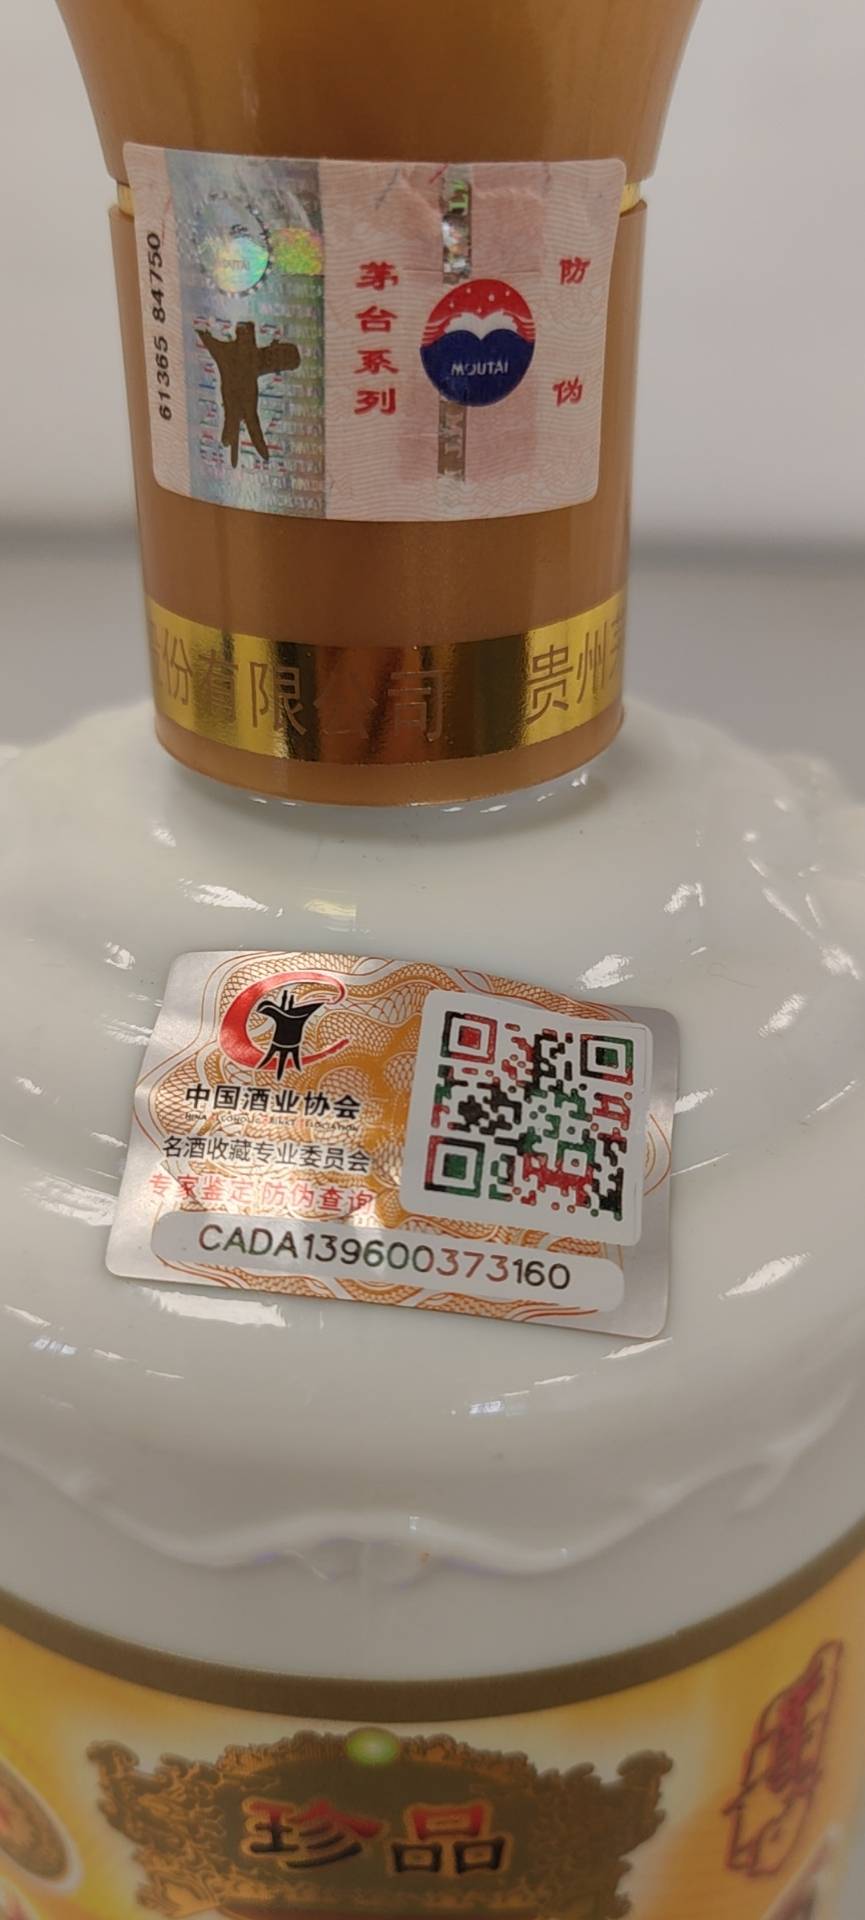 61365 84750
茅台系列
MOUTAI
防伪
份有限公司 贵州
中国酒业协会
名酒收藏专业委员会
专家鉴定 防伪查询
CADA139600373160
珍品